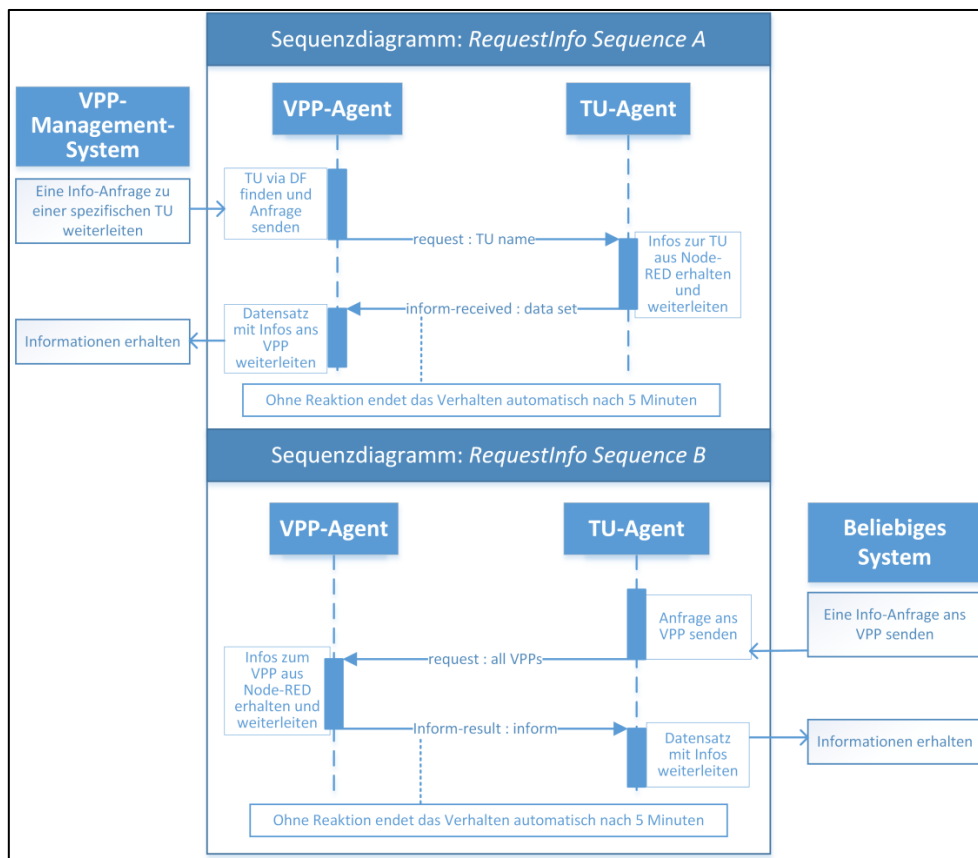 Sequenzdiagramm: RequestInfo Sequence A
VPP-
Management-
System
VPP-Agent
TU-Agent
Eine Info-Anfrage zu
einer spezifischen TU
weiterleiten
TU via DF
finden und
Anfrage
senden
request : TU name
Infos zur TU
aus Node-
RED erhalten
und
weiterleiten
inform-received : data set
Datensatz
mit Infos ans
VPP
weiterleiten
Informationen erhalten
Ohne Reaktion endet das Verhalten automatisch nach 5 Minuten
Sequenzdiagramm: RequestInfo Sequence B
VPP-Agent
TU-Agent
Beliebiges
System
Eine Info-Anfrage ans
VPP senden
Anfrage ans
VPP senden
request : all VPPs
Infos zum
VPP aus
Node-RED
erhalten und
weiterleiten
Inform-result : inform
Datensatz
mit Infos
weiterleiten
Informationen erhalten
Ohne Reaktion endet das Verhalten automatisch nach 5 Minuten